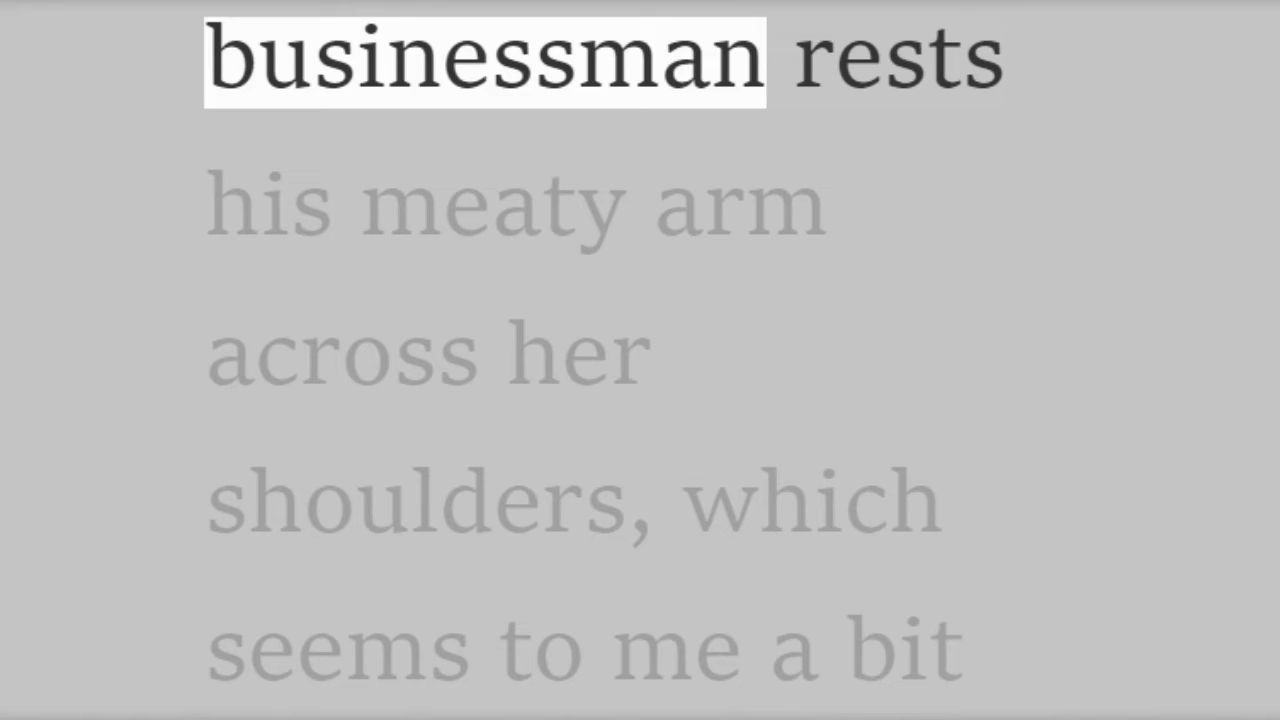 businessman rests
his meaty arm
across her
shoulders, which
seems to me a bit